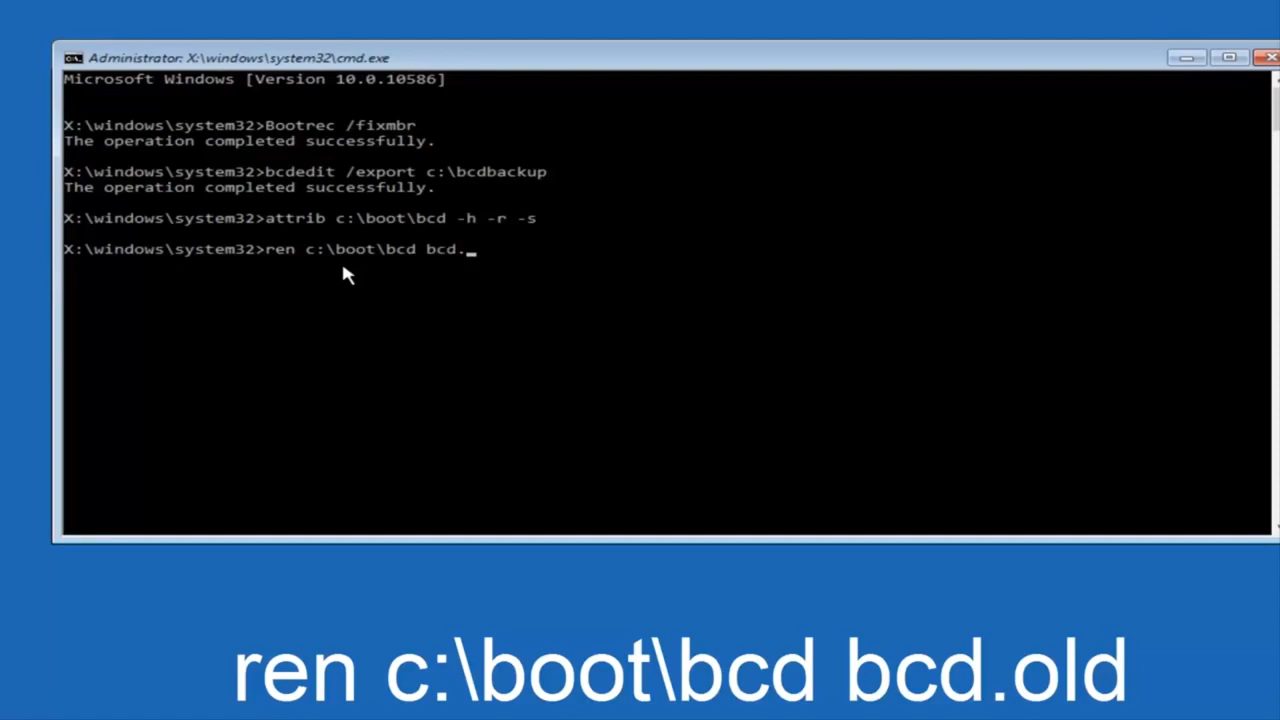 Administrator: X:\windows\system32\cmd.exe
Microsoft Windows [Version 10.0.10586]
X:\windows\system32>Bootrec /fixmbr
The operation completed successfully.
X:\windows\system32>bcdedit /export c:\bcdbackup
The operation completed successfully.
X:\windows\system32>attrib c:\boot\bcd -h -r -s
X:\windows\system32>ren c:\boot\bcd bcd._
ren c:\boot\bcd bcd.old